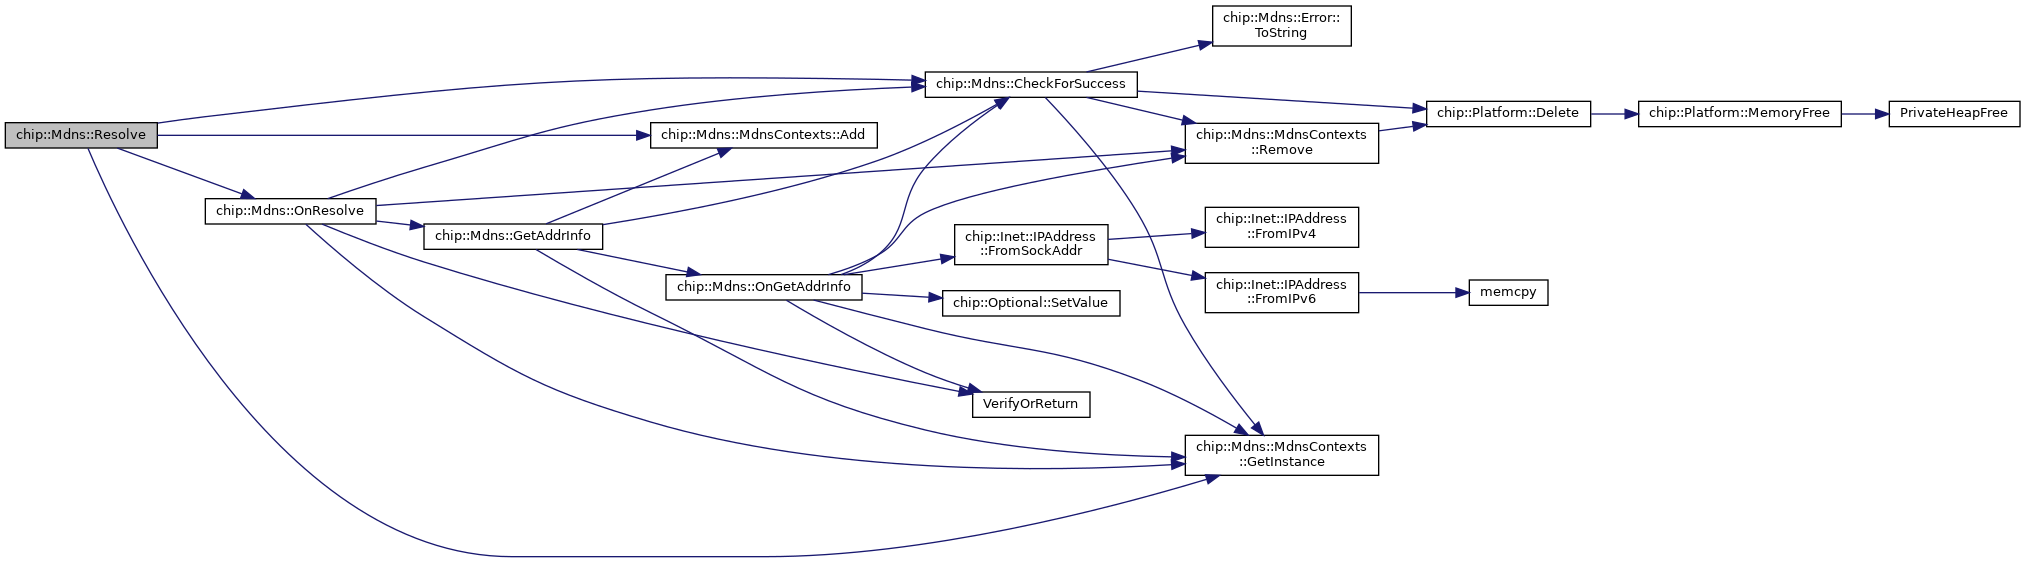 chip::Mdns::Resolve
chip::Mdns::OnResolve
chip::Mdns::GetAddrInfo
chip::Mdns::MdnsContexts::Add
chip::Mdns::OnGetAddrInfo
chip::Mdns::CheckForSuccess
chip::Inet::IPAddress
::FromSockAddr
chip::Optional::SetValue
VerifyOrReturn
chip::Mdns::Error::
ToString
chip::Mdns::MdnsContexts
::Remove
chip::Inet::IPAddress
::FromIPv4
chip::Inet::IPAddress
::FromIPv6
chip::Mdns::MdnsContexts
::GetInstance
chip::Platform::Delete
memcpy
chip::Platform::MemoryFree
PrivateHeapFree